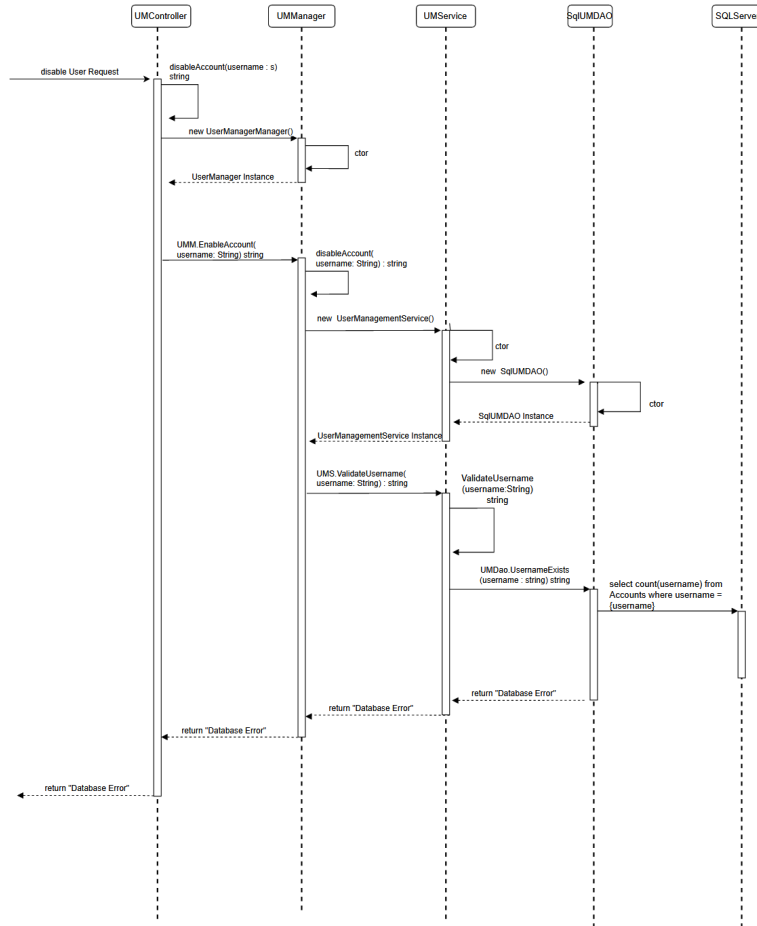 UMController
UMManager
UMService
SqlUMDAO
SQLServer
disable User Request
disableAccount(username : s)
string
new UserManagerManager()
ctor
UserManager Instance
UMM.EnableAccount(
username: String) string
disableAccount(
username: String) : string
new UserManagementService()
ctor
new SqlUMDAO()
ctor
SqlUMDAO Instance
UserManagementService Instance
UMS.ValidateUsername(
username: String) : string
ValidateUsername
(username:String)
string
UMDao.UsernameExists
(username : string) string
select count(username) from
Accounts where username =
{username}
return "Database Error"
return "Database Error"
return "Database Error"
return "Database Error"